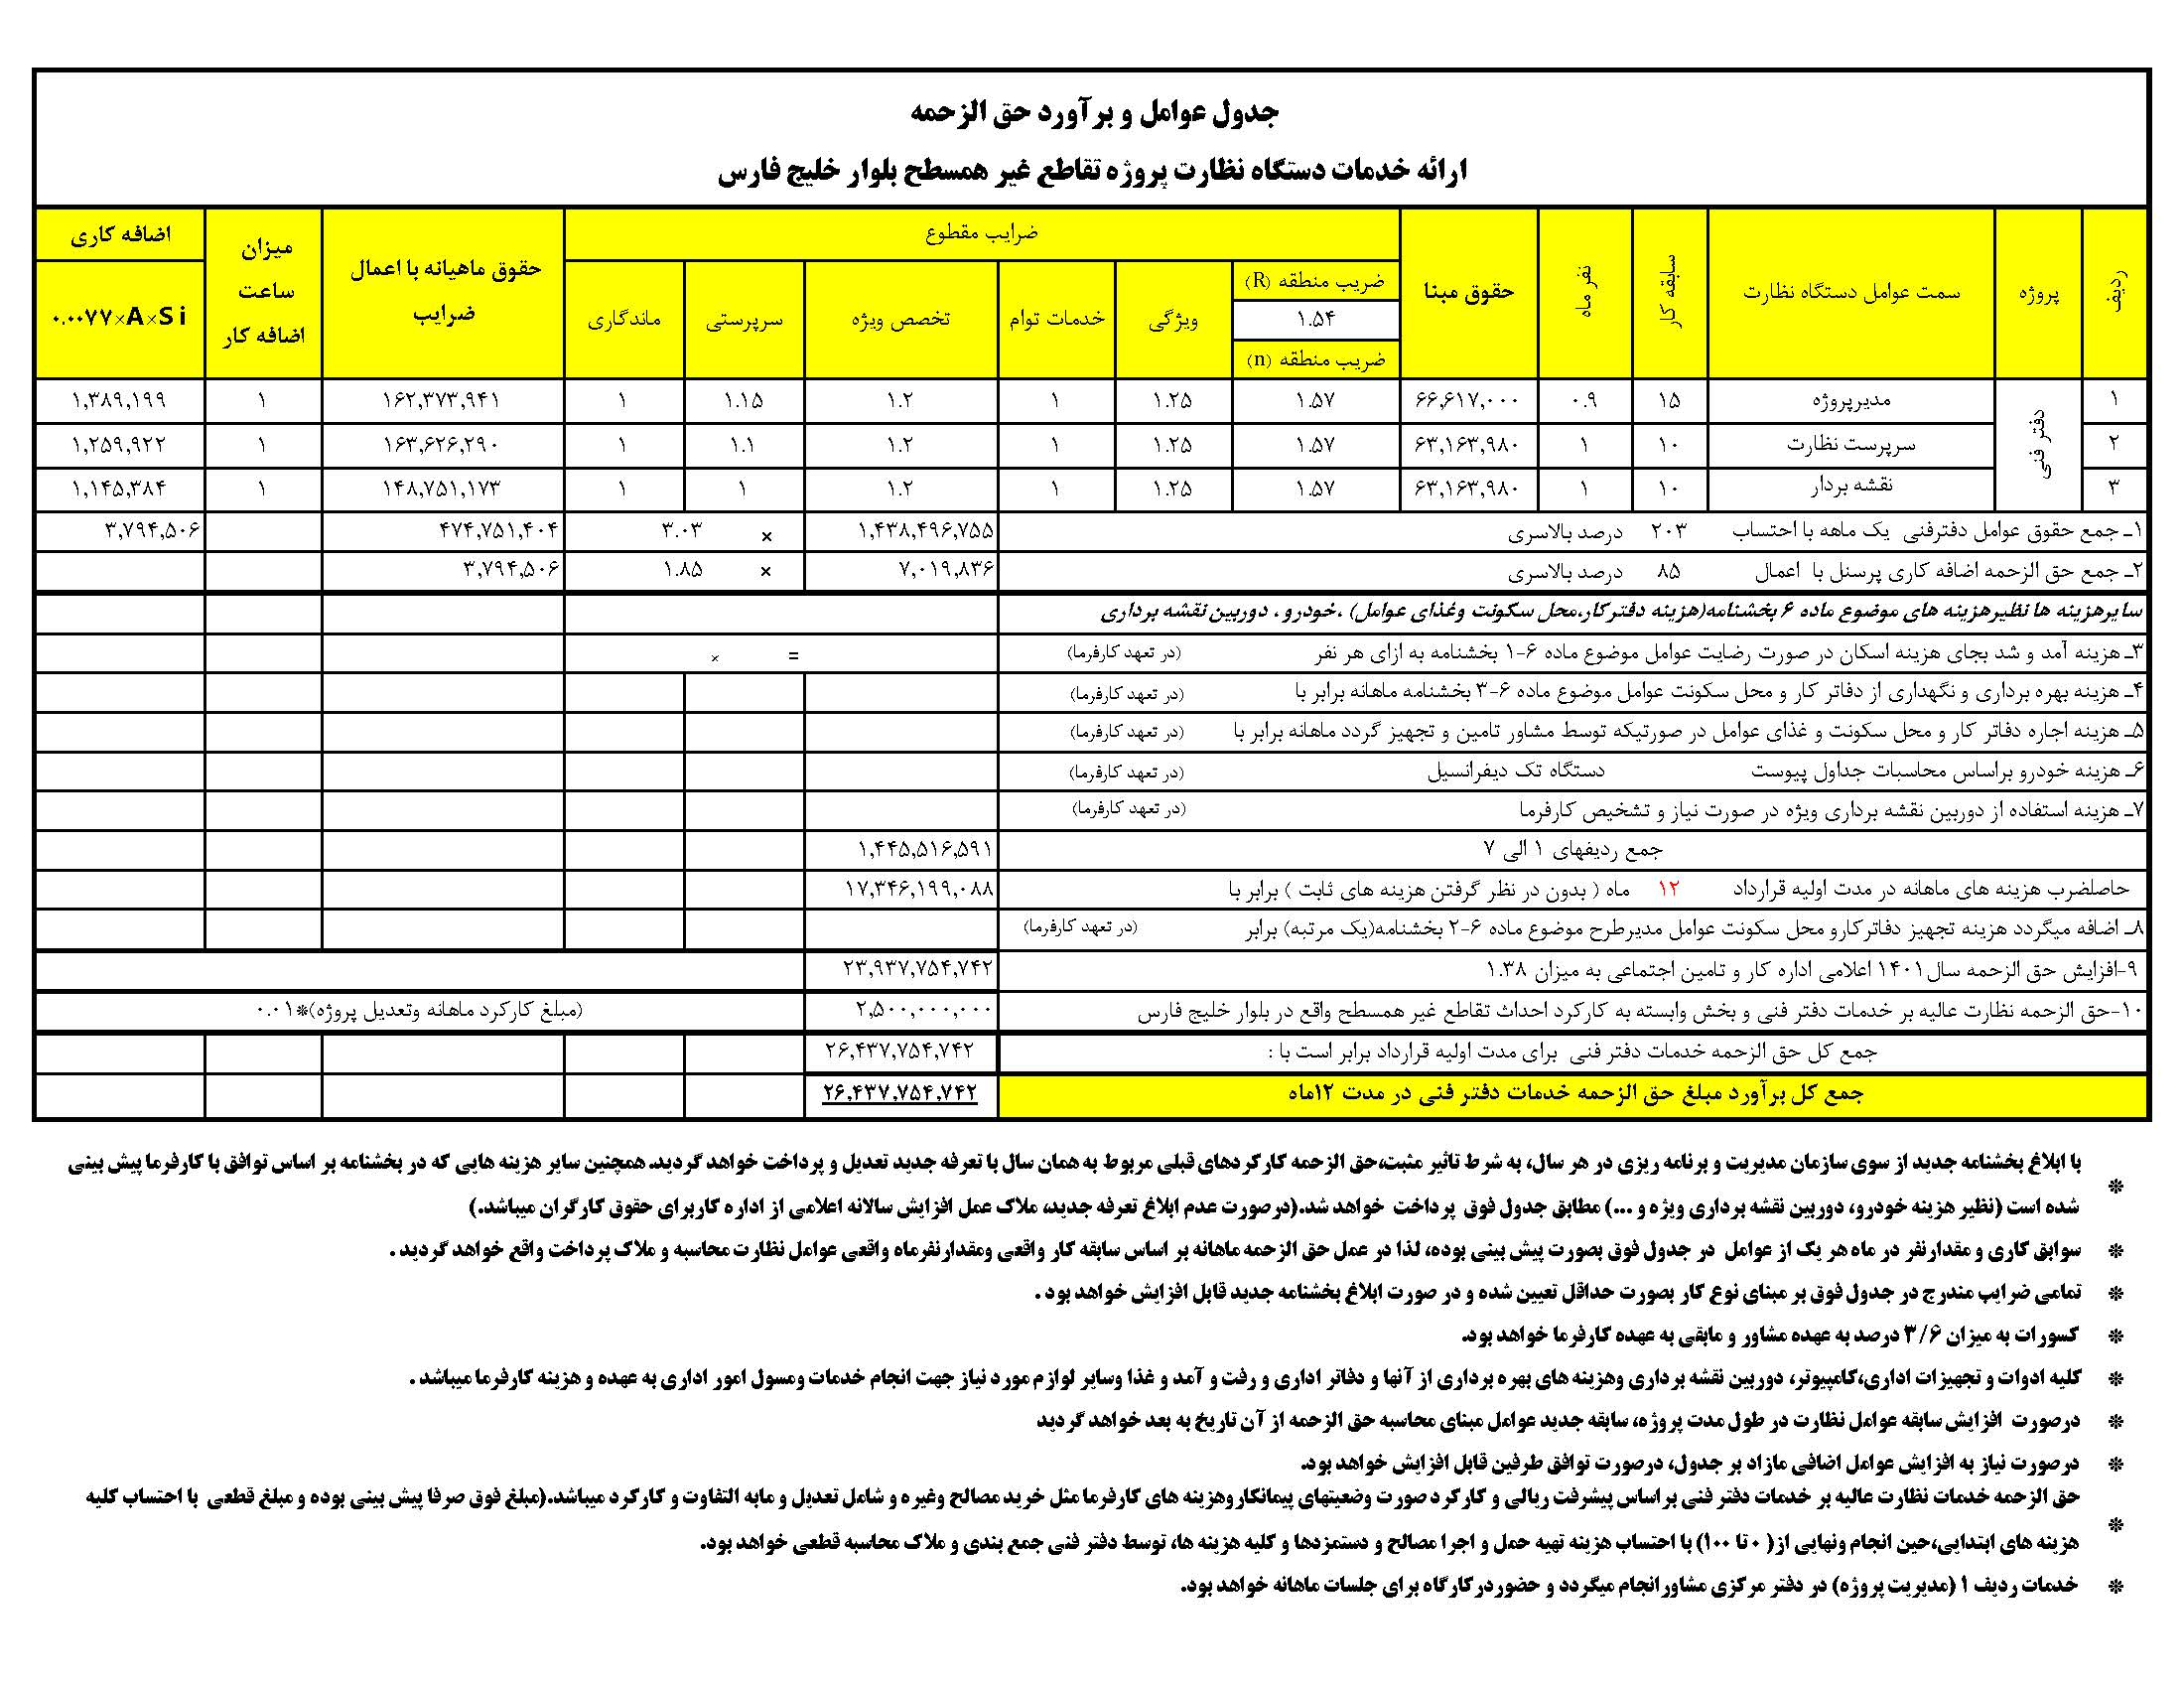 جدول عوامل و برآورد حق الزحمه
ارائه خدمات دستگاه نظارت پروژه تقاطع غیر همسطح بلوار خلیج فارس
ردیف	پروژه	سمت عوامل دستگاه نظارت	سابقه کار	نفر ماه	حقوق مبنا	ضرایب مقطوع	حقوق ماهیانه با اعمال ضرایب	میزان ساعت اضافه کار	اضافه کاری
ضریب منطقه (R)	ویژگی	خدمات توام	تخصص ویژه	سرپرستی	ماندگاری	۰.۰۰۷۷×A×S i
۱.۵۴
ضریب منطقه (n)
۱	دفتر فنی	مدیرپروژه	۱۵	۰.۹	۶۶,۶۱۷,۰۰۰	۱.۵۷	۱.۲۵	۱	۱.۲	۱.۱۵	۱	۱۶۲,۳۷۳,۹۴۱	۱	۱,۳۸۹,۱۹۹
۲	سرپرست نظارت	۱۰	۱	۶۳,۱۶۳,۹۸۰	۱.۵۷	۱.۲۵	۱	۱.۲	۱.۱	۱	۱۶۳,۶۲۶,۲۹۰	۱	۱,۲۵۹,۹۲۲
۳	نقشه بردار	۱۰	۱	۶۳,۱۶۳,۹۸۰	۱.۵۷	۱.۲۵	۱	۱.۲	۱	۱	۱۴۸,۷۵۱,۱۷۳	۱	۱,۱۴۵,۳۸۴
۱ـ جمع حقوق عوامل دفترفنی یک ماهه با احتساب ۲۰۳ درصد بالاسری	۱,۴۳۸,۴۹۶,۷۵۵	×	۳.۰۳	۴۷۴,۷۵۱,۴۰۴	۳,۷۹۴,۵۰۶
۲ـ جمع حق الزحمه اضافه کاری پرسنل با اعمال ۸۵ درصد بالاسری	۷,۰۱۹,۸۳۶	×	۱.۸۵	۳,۷۹۴,۵۰۶
سایرهزینه ها نظیرهزینه های موضوع ماده ۶ بخشنامه(هزینه دفترکار،محل سکونت وغذای عوامل) ،خودرو ، دوربین نقشه برداری
۳ـ هزینه آمد و شد بجای هزینه اسکان در صورت رضایت عوامل موضوع ماده ۶-۱ بخشنامه به ازای هر نفر (در تعهد کارفرما)	=	×
۴ـ هزینه بهره برداری و نگهداری از دفاتر کار و محل سکونت عوامل موضوع ماده ۶-۳ بخشنامه ماهانه برابر با (در تعهد کارفرما)
۵ـ هزینه اجاره دفاتر کار و محل سکونت و غذای عوامل در صورتیکه توسط مشاور تامین و تجهیز گردد ماهانه برابر با (در تعهد کارفرما)
۶ـ هزینه خودرو براساس محاسبات جداول پیوست دستگاه تک دیفرانسیل (در تعهد کارفرما)
۷ـ هزینه استفاده از دوربین نقشه برداری ویژه در صورت نیاز و تشخیص کارفرما (در تعهد کارفرما)
جمع ردیفهای ۱ الی ۷	۱,۴۴۵,۵۱۶,۵۹۱
حاصلضرب هزینه های ماهانه در مدت اولیه قرارداد ۱۲ ماه ( بدون در نظر گرفتن هزینه های ثابت ) برابر با	۱۷,۳۴۶,۱۹۹,۰۸۸
۸ـ اضافه میگردد هزینه تجهیز دفاترکارو محل سکونت عوامل مدیرطرح موضوع ماده ۶-۲ بخشنامه(یک مرتبه) برابر (در تعهد کارفرما)
۹-افزایش حق الزحمه سال۱۴۰۱ اعلامی اداره کار و تامین اجتماعی به میزان ۱.۳۸	۲۳,۹۳۷,۷۵۴,۷۴۲
۱۰-حق الزحمه نظارت عالیه بر خدمات دفتر فنی و بخش وابسته به کارکرد احداث تقاطع غیر همسطح واقع در بلوار خلیج فارس	۲,۵۰۰,۰۰۰,۰۰۰	(مبلغ کارکرد ماهانه وتعدیل پروژه)*۰.۰۱
جمع کل حق الزحمه خدمات دفتر فنی برای مدت اولیه قرارداد برابر است با :	۲۶,۴۳۷,۷۵۴,۷۴۲
جمع کل برآورد مبلغ حق الزحمه خدمات دفتر فنی در مدت ۱۲ماه	۲۶,۴۳۷,۷۵۴,۷۴۲
* با ابلاغ بخشنامه جدید از سوی سازمان مدیریت و برنامه ریزی در هر سال، به شرط تاثیر مثبت،حق الزحمه کارکردهای قبلی مربوط به همان سال با تعرفه جدید تعدیل و پرداخت خواهد گردید. همچنین سایر هزینه هایی که در بخشنامه بر اساس توافق با کارفرما پیش بینی
شده است (نظیر هزینه خودرو، دوربین نقشه برداری ویژه و ...) مطابق جدول فوق پرداخت خواهد شد.(درصورت عدم ابلاغ تعرفه جدید، ملاک عمل افزایش سالانه اعلامی از اداره کاربرای حقوق کارگران میباشد.)
* سوابق کاری و مقدارنفر در ماه هر یک از عوامل در جدول فوق بصورت پیش بینی بوده، لذا در عمل حق الزحمه ماهانه بر اساس سابقه کار واقعی ومقدارنفرماه واقعی عوامل نظارت محاسبه و ملاک پرداخت واقع خواهد گردید .
* تمامی ضرایب مندرج در جدول فوق بر مبنای نوع کار بصورت حداقل تعیین شده و در صورت ابلاغ بخشنامه جدید قابل افزایش خواهد بود .
* کسورات به میزان ۳/۶ درصد به عهده مشاور و مابقی به عهده کارفرما خواهد بود.
* کلیه ادوات و تجهیزات اداری،کامپیوتر، دوربین نقشه برداری وهزینه های بهره برداری از آنها و دفاتر اداری و رفت و آمد و غذا وسایر لوازم مورد نیاز جهت انجام خدمات ومسول امور اداری به عهده و هزینه کارفرما میباشد .
* درصورت افزایش سابقه عوامل نظارت در طول مدت پروژه، سابقه جدید عوامل مبنای محاسبه حق الزحمه از آن تاریخ به بعد خواهد گردید
* درصورت نیاز به افزایش عوامل اضافی مازاد بر جدول، درصورت توافق طرفین قابل افزایش خواهد بود.
* حق الزحمه خدمات نظارت عالیه بر خدمات دفتر فنی براساس پیشرفت ریالی و کارکرد صورت وضعیتهای پیمانکاروهزینه های کارفرما مثل خرید مصالح وغیره و شامل تعدیل و مابه التفاوت و کارکرد میباشد.(مبلغ فوق صرفا پیش بینی بوده و مبلغ قطعی با احتساب کلیه
هزینه های ابتدایی،حین انجام ونهایی از( ۰ تا ۱۰۰) با احتساب هزینه تهیه حمل و اجرا مصالح و دستمزدها و کلیه هزینه ها، توسط دفتر فنی جمع بندی و ملاک محاسبه قطعی خواهد بود.
* خدمات ردیف ۱ (مدیریت پروژه) در دفتر مرکزی مشاورانجام میگردد و حضوردرکارگاه برای جلسات ماهانه خواهد بود.